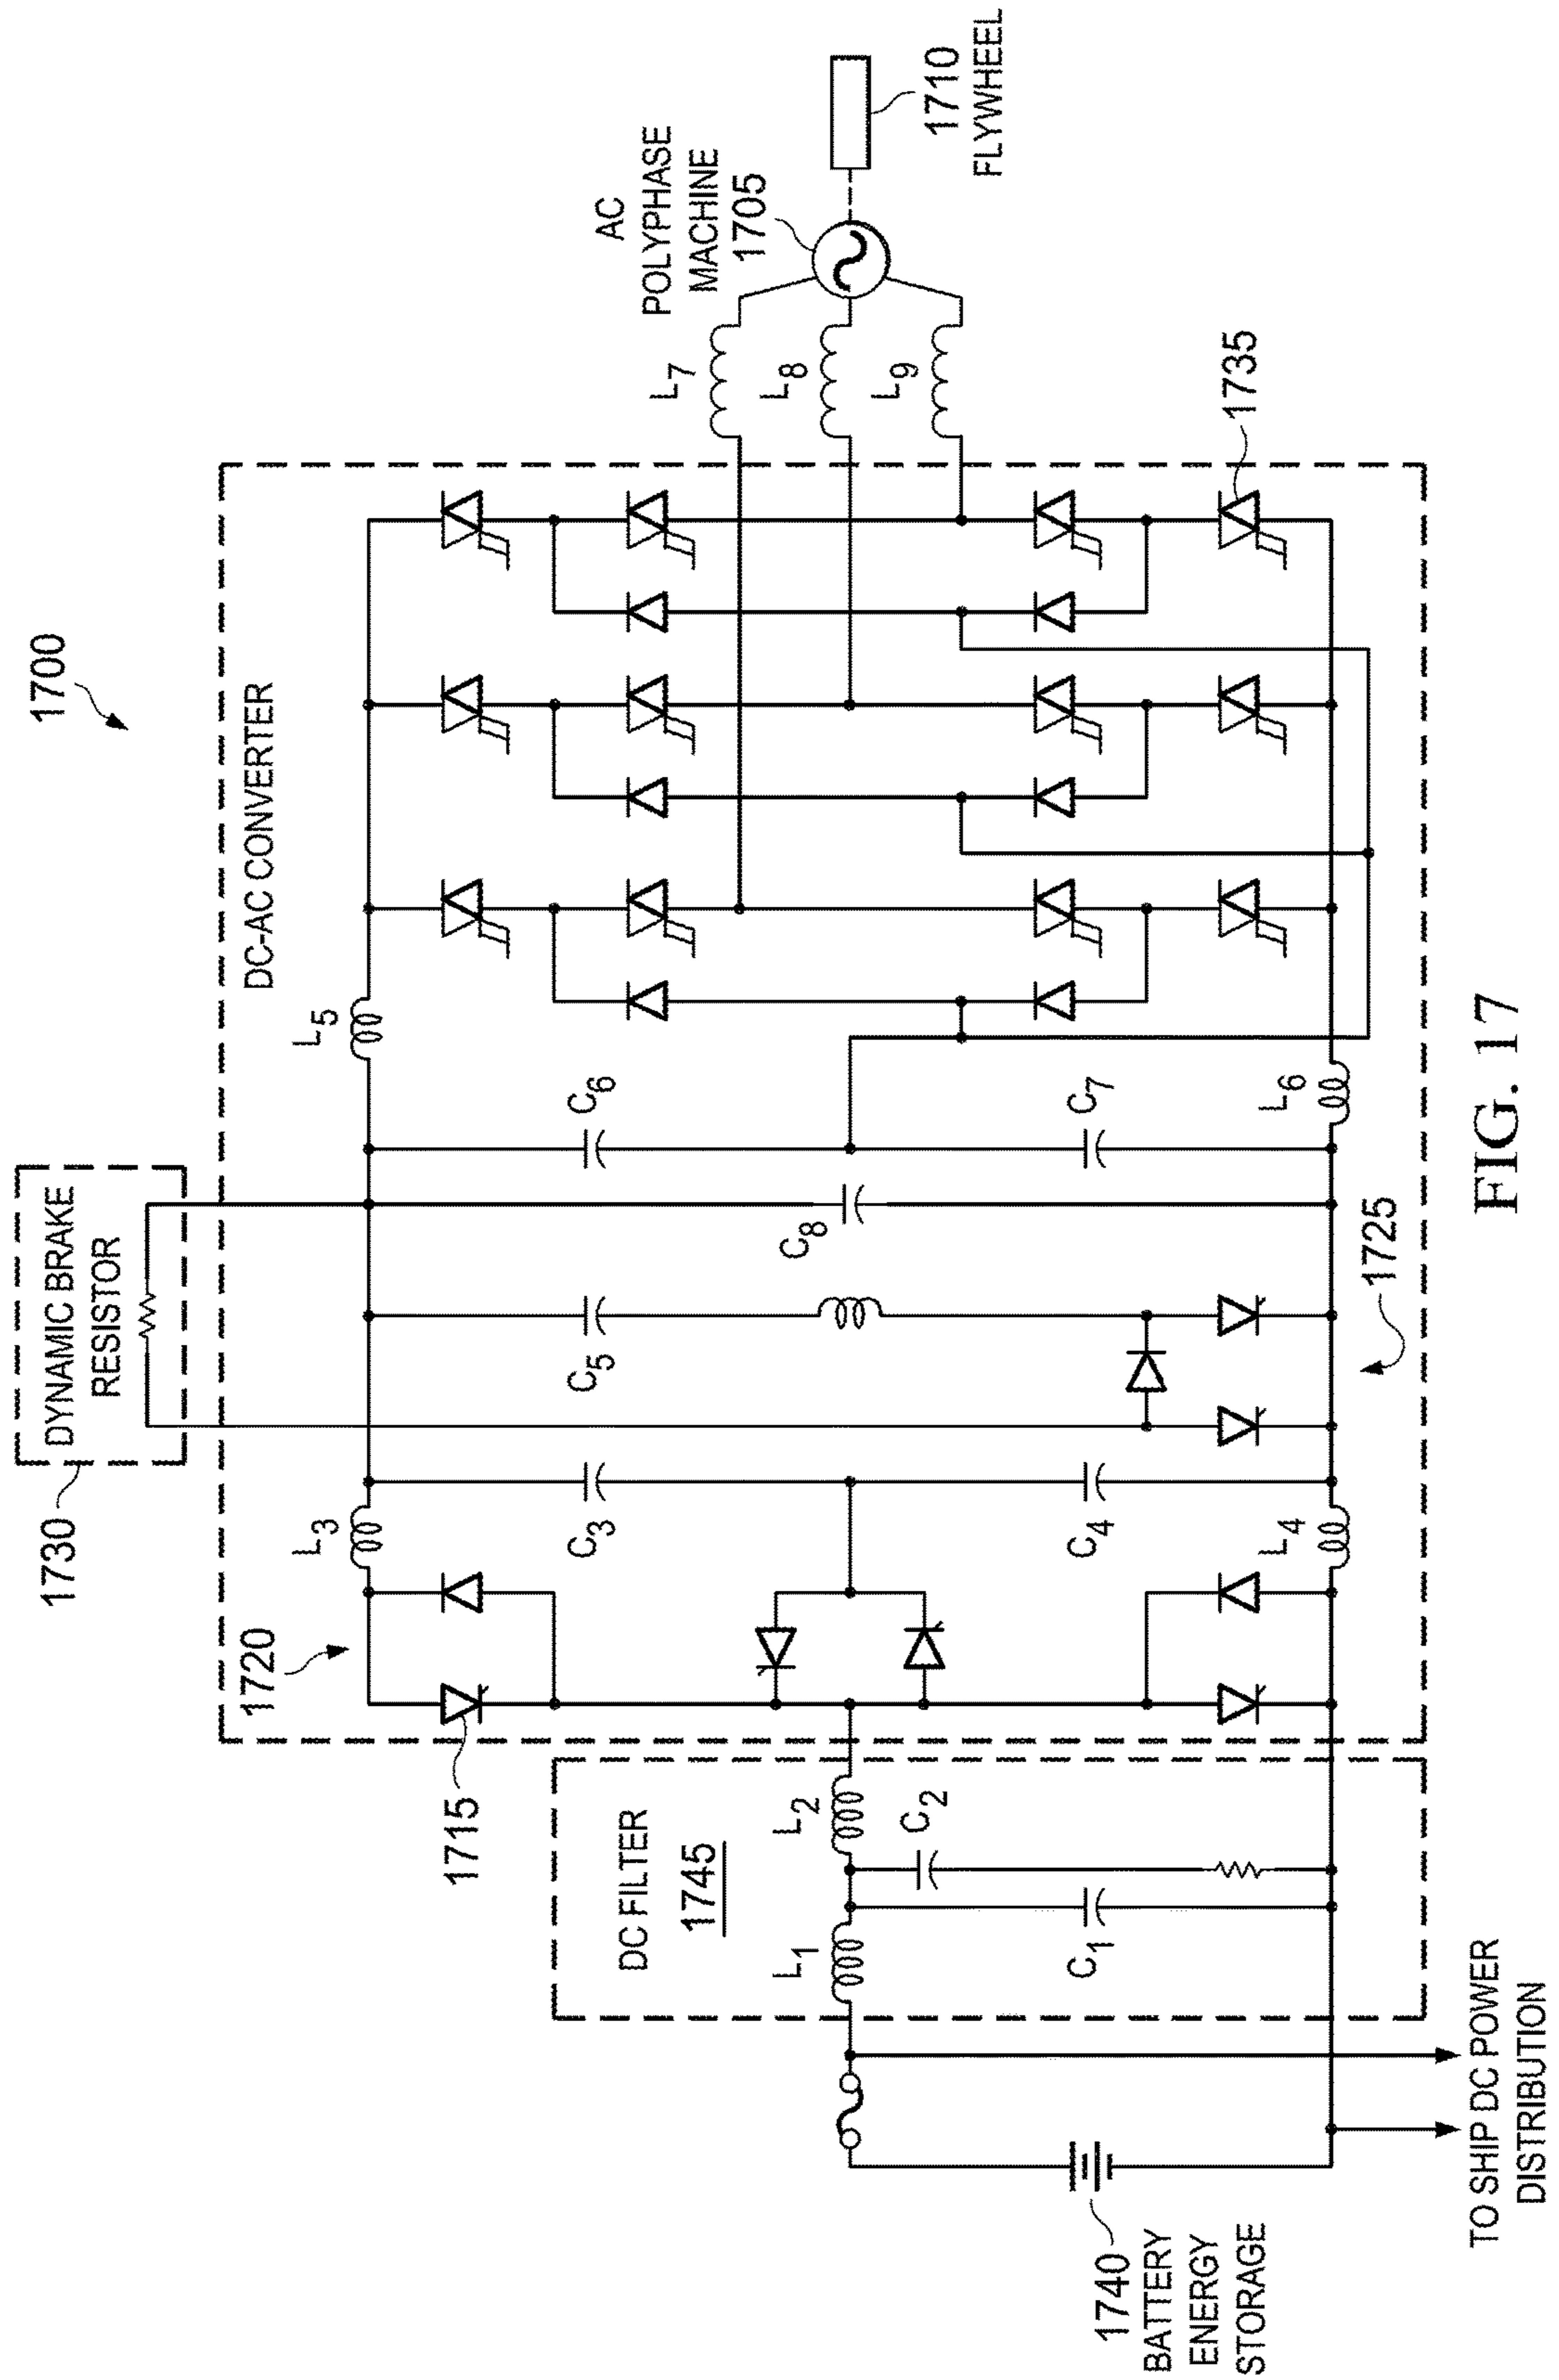 1700
DYNAMIC BRAKE
RESISTOR
1730
DC-AC CONVERTER
1720
L3
L5
1715
C3
C5
C6
C8
C4
C7
L4
L6
1725
DC FILTER
1745
L1
L2
C2
C1
L7
L8
L9
1735
AC
POLYPHASE
MACHINE
1705
1710
FLYWHEEL
1740
BATTERY
ENERGY
STORAGE
TO SHIP DC POWER
DISTRIBUTION
FIG. 17